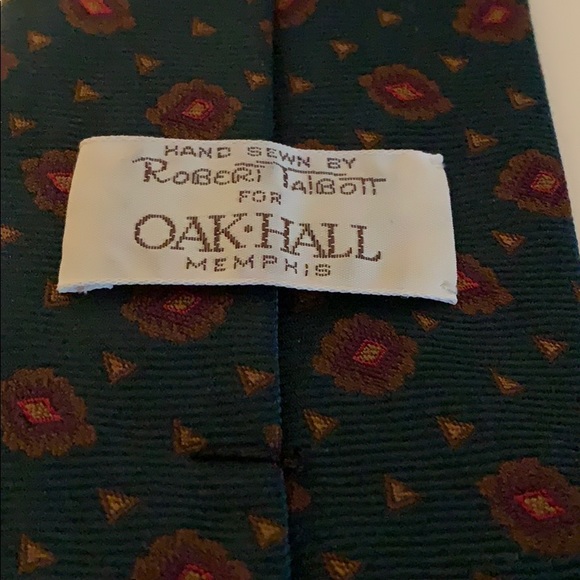 HAND SEWN BY
ROBERT TALBOTT
FOR
OAK·HALL
MEMPHIS